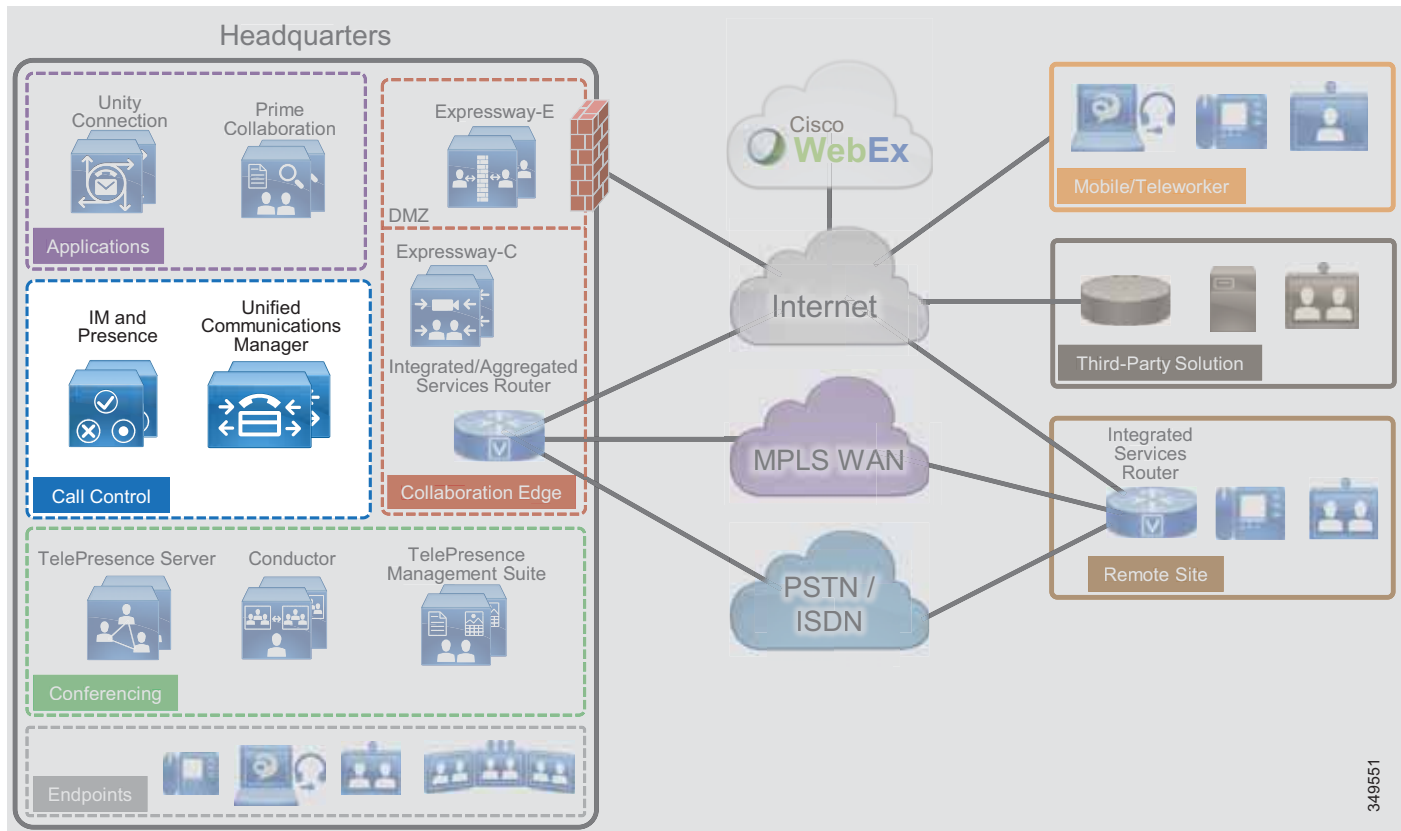 Headquarters
Unity
Connection
Prime
Collaboration
Applications
Expressway-E
DMZ
Expressway-C
Integrated/Aggregated
Services Router
Collaboration Edge
IM and
Presence
Unified
Communications
Manager
Call Control
TelePresence Server
Conductor
TelePresence
Management Suite
Conferencing
Endpoints
Cisco
WebEx
Internet
MPLS WAN
PSTN /
ISDN
Mobile/Teleworker
Third-Party Solution
Integrated
Services
Router
V
V
Remote Site
349551